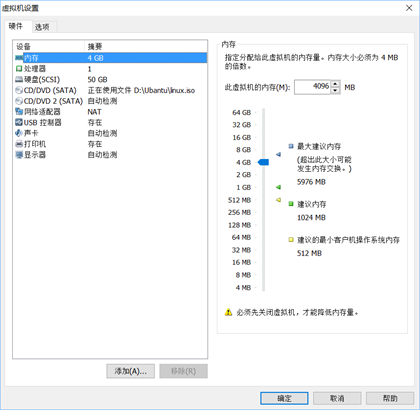 虚拟机设置
硬件 选项
设备 摘要
内存 4 GB
处理器 1
硬盘(SCSI) 50 GB
CD/DVD (SATA) 正在使用文件 D:\Ubantu\linux.iso
CD/DVD 2 (SATA) 自动检测
网络适配器 NAT
USB 控制器 存在
声卡 自动检测
打印机 存在
显示器 自动检测
添加(A)... 移除(R)
内存
指定分配给此虚拟机的内存量。内存大小必须为 4 MB
的倍数。
此虚拟机的内存(M): 4096 MB
64 GB
32 GB
16 GB
8 GB
4 GB
2 GB
1 GB
512 MB
256 MB
128 MB
64 MB
32 MB
16 MB
8 MB
4 MB
最大建议内存
(超出此大小可能
发生内存交换。)
5976 MB
建议内存
1024 MB
建议的最小客户机操作系统内存
512 MB
必须先关闭虚拟机，才能降低内存量。
确定 取消 帮助